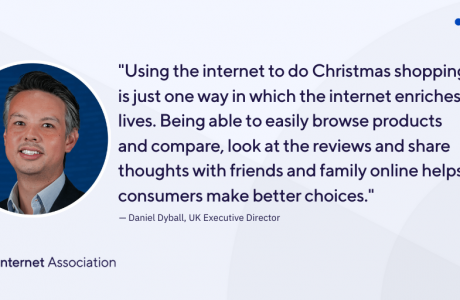 "Using the internet to do Christmas shopping
is just one way in which the internet enriches
lives. Being able to easily browse products
and compare, look at the reviews and share
thoughts with friends and family online helps
consumers make better choices."
— Daniel Dyball, UK Executive Director
nternet Association